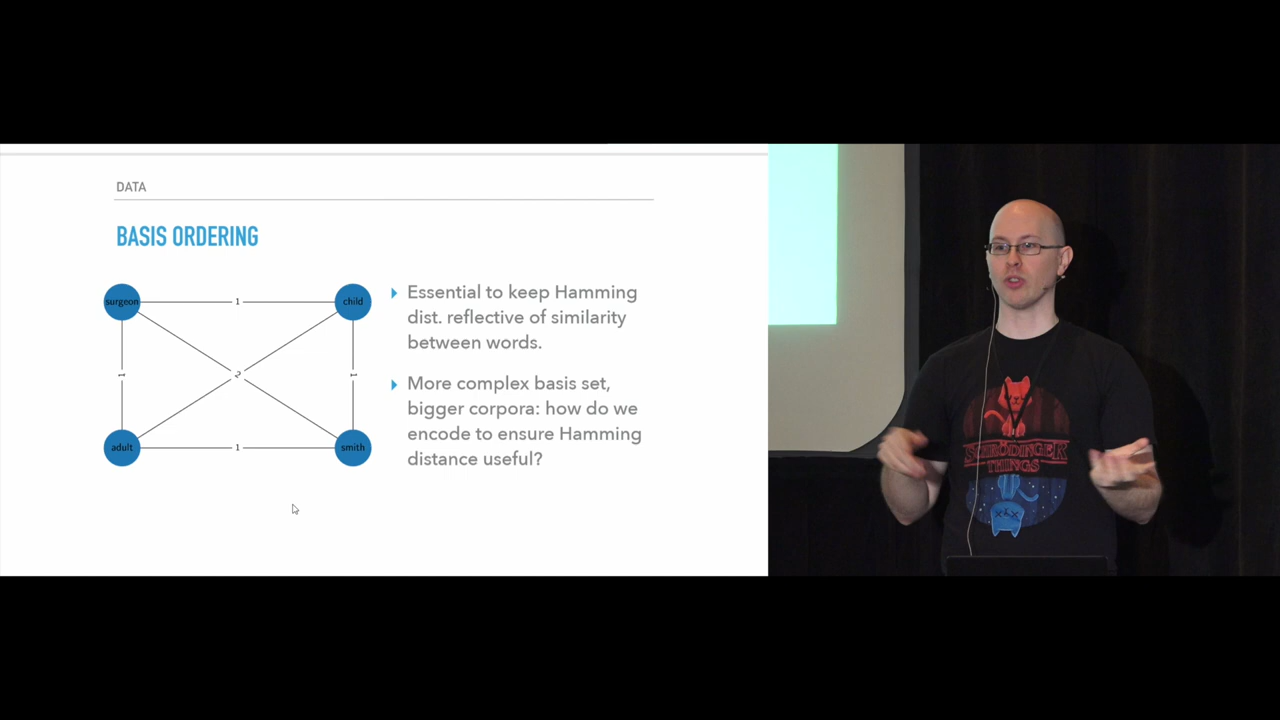 DATA
BASIS ORDERING
surgeon
1
child
Essential to keep Hamming
dist. reflective of similarity
between words.
1
2
1
More complex basis set,
bigger corpora: how do we
encode to ensure Hamming
distance useful?
adult
1
smith
SCHRÖDINGER
THINGS